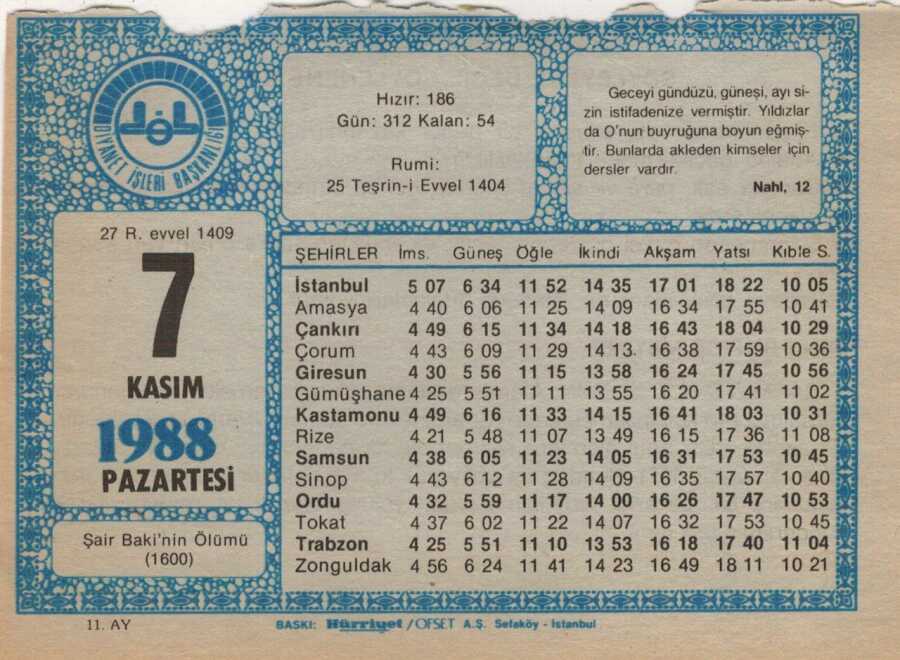 DİYANET İŞLERİ BAŞKANLIĞI
Hızır: 186
Gün: 312 Kalan: 54
Rumi:
25 Teşrin-i Evvel 1404
Geceyi gündüzü, güneşi, ayı si-
zin istifadenize vermiştir. Yıldızlar
da O'nun buyruğuna boyun eğmiş-
tir. Bunlarda akleden kimseler için
dersler vardır.
Nahl, 12
27 R. evvel 1409
7
KASIM
1988
PAZARTESİ
Şair Baki'nin Ölümü
(1600)
ŞEHİRLER İms. Güneş Öğle İkindi Akşam Yatsı Kıble S.
İstanbul 5 07 6 34 11 52 14 35 17 01 18 22 10 05
Amasya 4 40 6 06 11 25 14 09 16 34 17 55 10 41
Çankırı 4 49 6 15 11 34 14 18 16 43 18 04 10 29
Çorum 4 43 6 09 11 29 14 13 16 38 17 59 10 36
Giresun 4 30 5 56 11 15 13 58 16 24 17 45 10 56
Gümüşhane 4 25 5 51 11 11 13 55 16 20 17 41 11 02
Kastamonu 4 49 6 16 11 33 14 15 16 41 18 03 10 31
Rize 4 21 5 48 11 07 13 49 16 15 17 36 11 08
Samsun 4 38 6 05 11 23 14 05 16 31 17 53 10 45
Sinop 4 43 6 12 11 28 14 09 16 35 17 57 10 40
Ordu 4 32 5 59 11 17 14 00 16 26 17 47 10 53
Tokat 4 37 6 02 11 22 14 07 16 32 17 53 10 45
Trabzon 4 25 5 51 11 10 13 53 16 18 17 40 11 04
Zonguldak 4 56 6 24 11 41 14 23 16 49 18 11 10 21
11. AY
BASKI: Hürriyet / OFSET A.Ş. Sefaköy - İstanbul